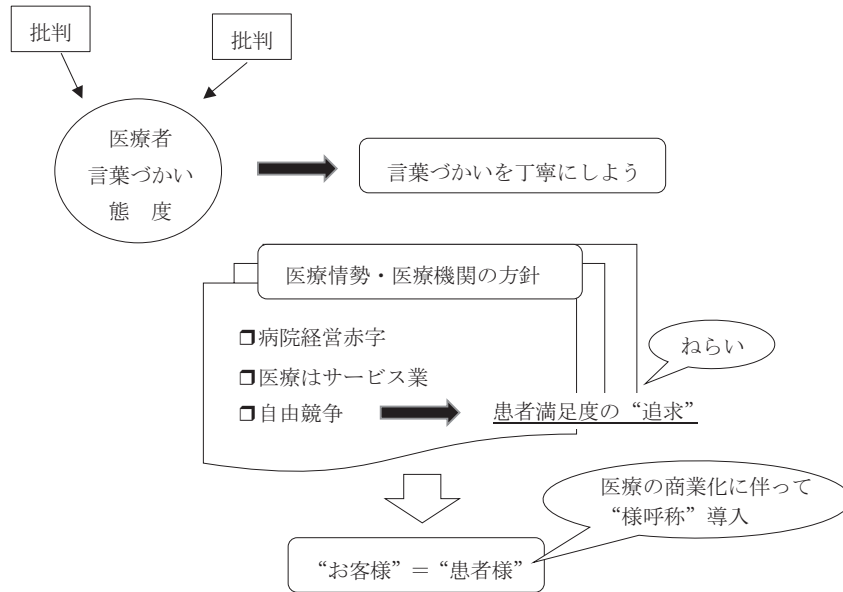 批判
批判
医療者
言葉づかい
態　度
言葉づかいを丁寧にしよう
医療情勢・医療機関の方針
❒病院経営赤字
❒医療はサービス業
❒自由競争
患者満足度の“追求”
ねらい
医療の商業化に伴って
“様呼称”導入
“お客様”＝“患者様”